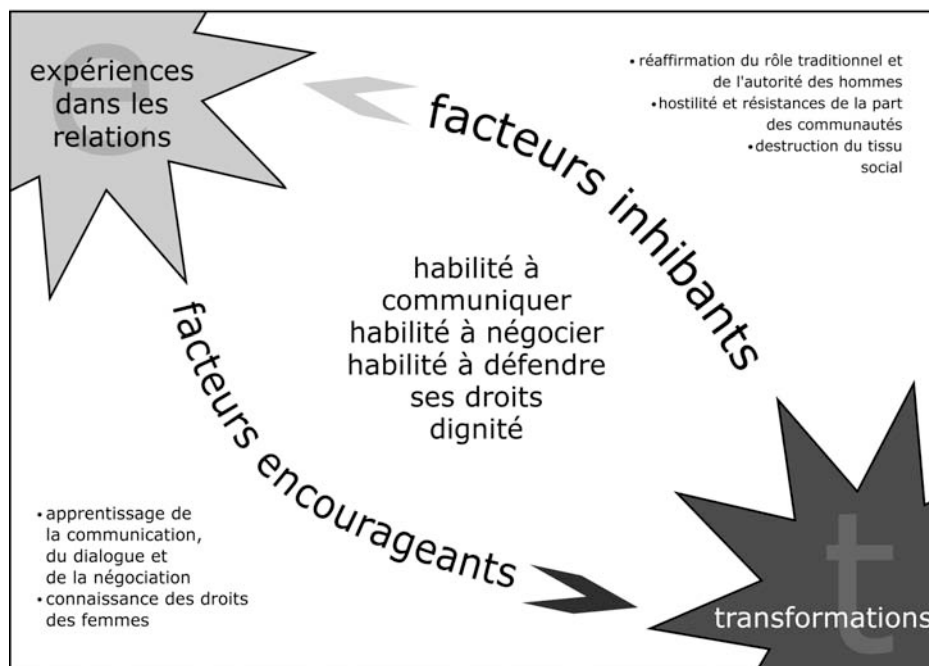 e
expériences
dans les
relations
facteurs inhibants
• réaffirmation du rôle traditionnel et
de l'autorité des hommes
• hostilité et résistances de la part
des communautés
• destruction du tissu
social
habilité à
communiquer
habilité à négocier
habilité à défendre
ses droits
dignité
facteurs encourageants
• apprentissage de
la communication,
du dialogue et
de la négociation
• connaissance des droits
des femmes
t
transformations